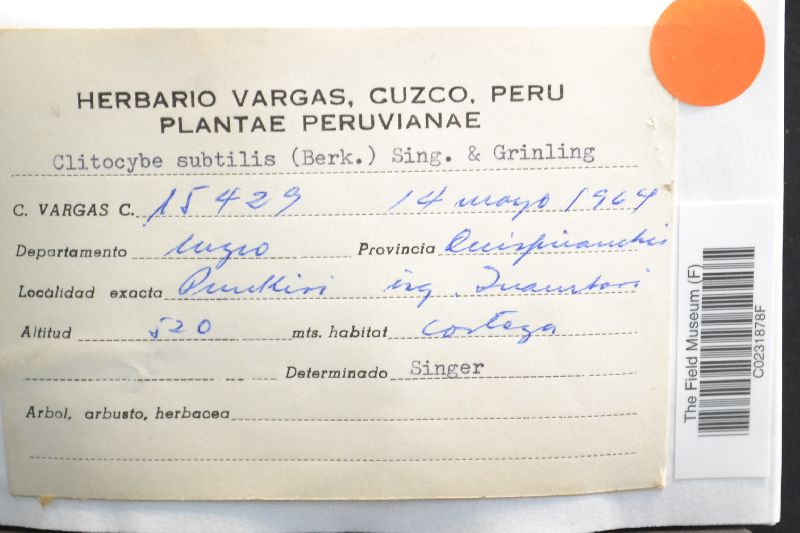 HERBARIO VARGAS, CUZCO, PERU
PLANTAE PERUVIANAE
Clitocybe subtilis (Berk.) Sing. & Grinling
C. VARGAS C. 15429 14 mayo 1964
Departamento Cuzco Provincia Quispicanchis
Localidad exacta Punkiri
Altitud 520 mts. habitat corteza
Determinado Singer
Arbol, arbusto, herbacea
The Field Museum (F)
C0231878F